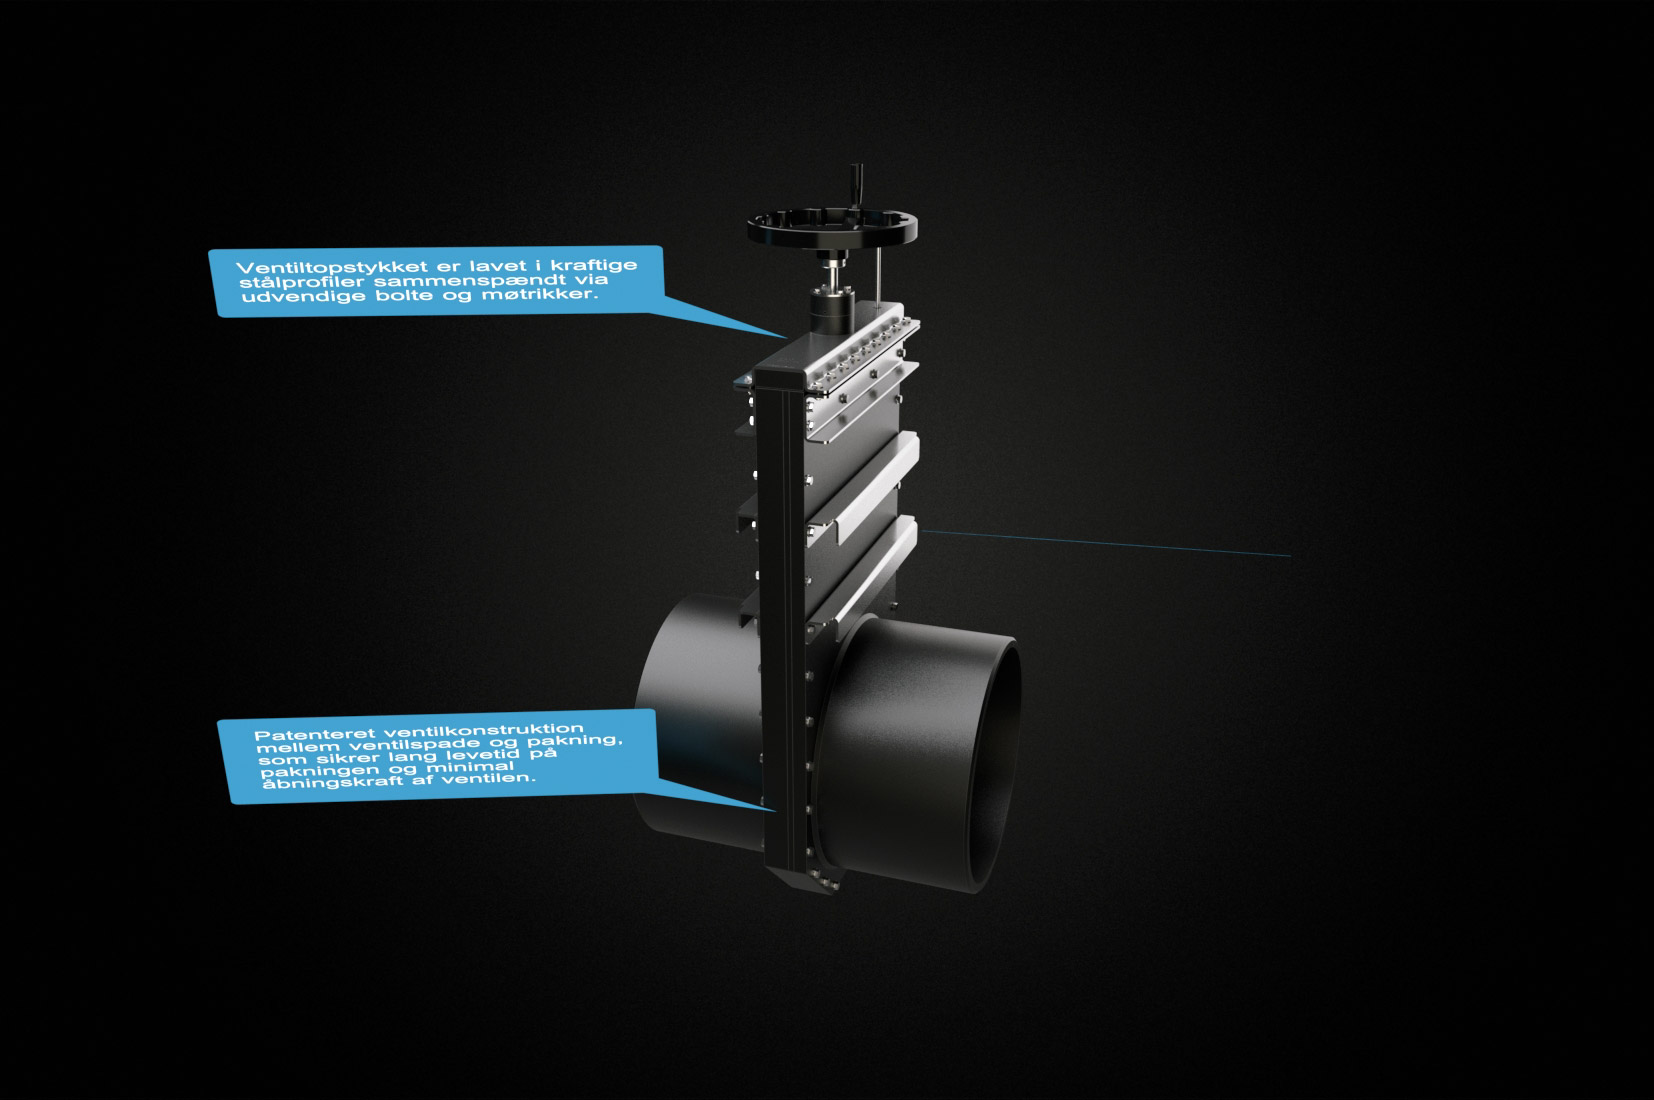 Ventiltopstykket er lavet i kraftige
stålprofiler sammenspændt via
udvendige bolte og møtrikker.
Patenteret ventilkonstruktion
mellem ventilspade og pakning,
som sikrer lang levetid på
pakningen og minimal
åbningskraft af ventilen.